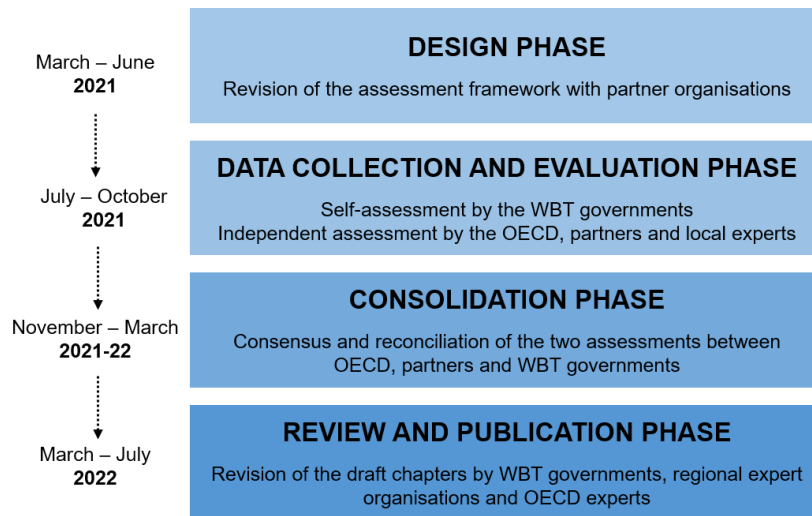 March – June
2021
DESIGN PHASE
Revision of the assessment framework with partner organisations
July – October
2021
DATA COLLECTION AND EVALUATION PHASE
Self-assessment by the WBT governments
Independent assessment by the OECD, partners and local experts
November – March
2021-22
CONSOLIDATION PHASE
Consensus and reconciliation of the two assessments between
OECD, partners and WBT governments
March – July
2022
REVIEW AND PUBLICATION PHASE
Revision of the draft chapters by WBT governments, regional expert
organisations and OECD experts